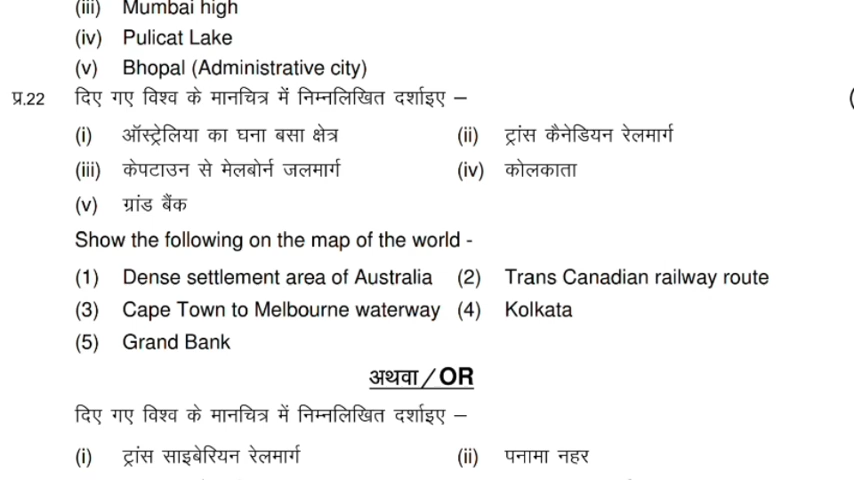 (iii) Mumbai high
(iv) Pulicat Lake
(v) Bhopal (Administrative city)
प्र.22 दिए गए विश्व के मानचित्र में निम्नलिखित दर्शाइए –
(i) ऑस्ट्रेलिया का घना बसा क्षेत्र (ii) ट्रांस कैनेडियन रेलमार्ग
(iii) केपटाउन से मेलबोर्न जलमार्ग (iv) कोलकाता
(v) ग्रांड बैंक
Show the following on the map of the world -
(1) Dense settlement area of Australia (2) Trans Canadian railway route
(3) Cape Town to Melbourne waterway (4) Kolkata
(5) Grand Bank
अथवा/OR
दिए गए विश्व के मानचित्र में निम्नलिखित दर्शाइए –
(i) ट्रांस साइबेरियन रेलमार्ग (ii) पनामा नहर